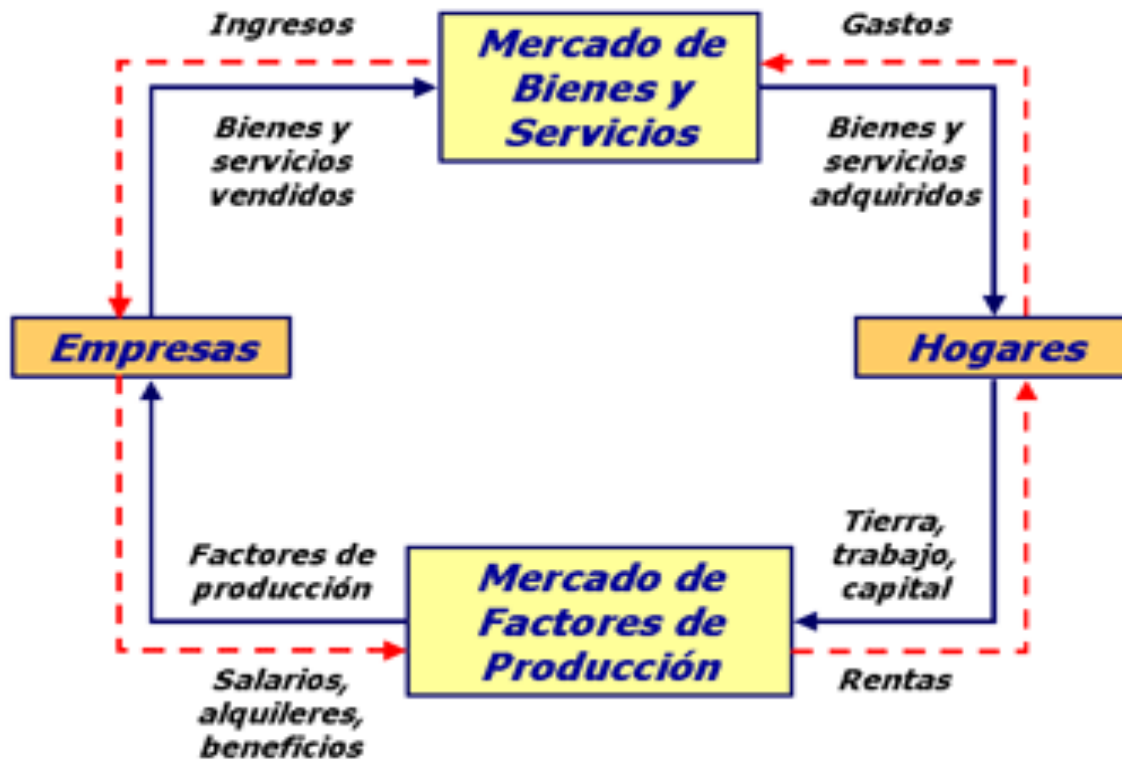 Ingresos
Mercado de
Bienes y
Servicios
Gastos
Bienes y
servicios
vendidos
Bienes y
servicios
adquiridos
Empresas
Hogares
Factores de
producción
Mercado de
Factores de
Producción
Tierra,
trabajo,
capital
Salarios,
alquileres,
beneficios
Rentas